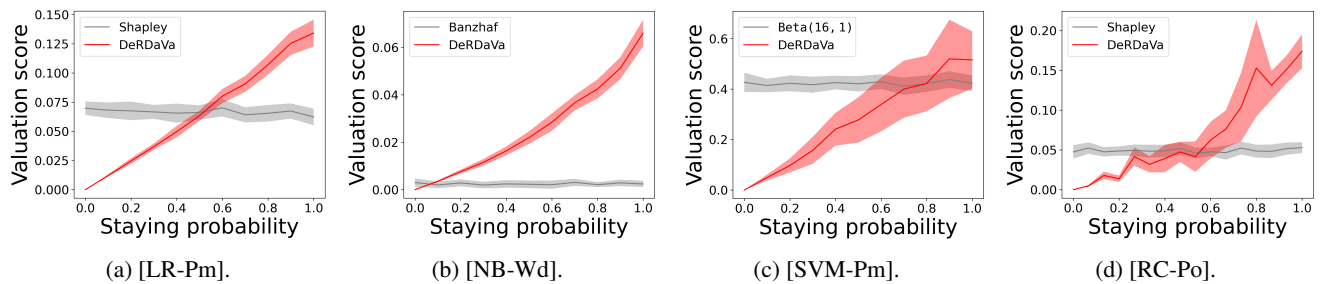 Valuation score
0.150
0.125
0.100
0.075
0.050
0.025
0.000
Shapley
DeRDaVa
0.0 0.2 0.4 0.6 0.8 1.0
Staying probability
(a) [LR-Pm].
Valuation score
0.06
0.04
0.02
0.00
Banzhaf
DeRDaVa
0.0 0.2 0.4 0.6 0.8 1.0
Staying probability
(b) [NB-Wd].
Valuation score
0.6
0.4
0.2
0.0
Beta(16, 1)
DeRDaVa
0.0 0.2 0.4 0.6 0.8 1.0
Staying probability
(c) [SVM-Pm].
Valuation score
0.20
0.15
0.10
0.05
0.00
Shapley
DeRDaVa
0.0 0.2 0.4 0.6 0.8 1.0
Staying probability
(d) [RC-Po].